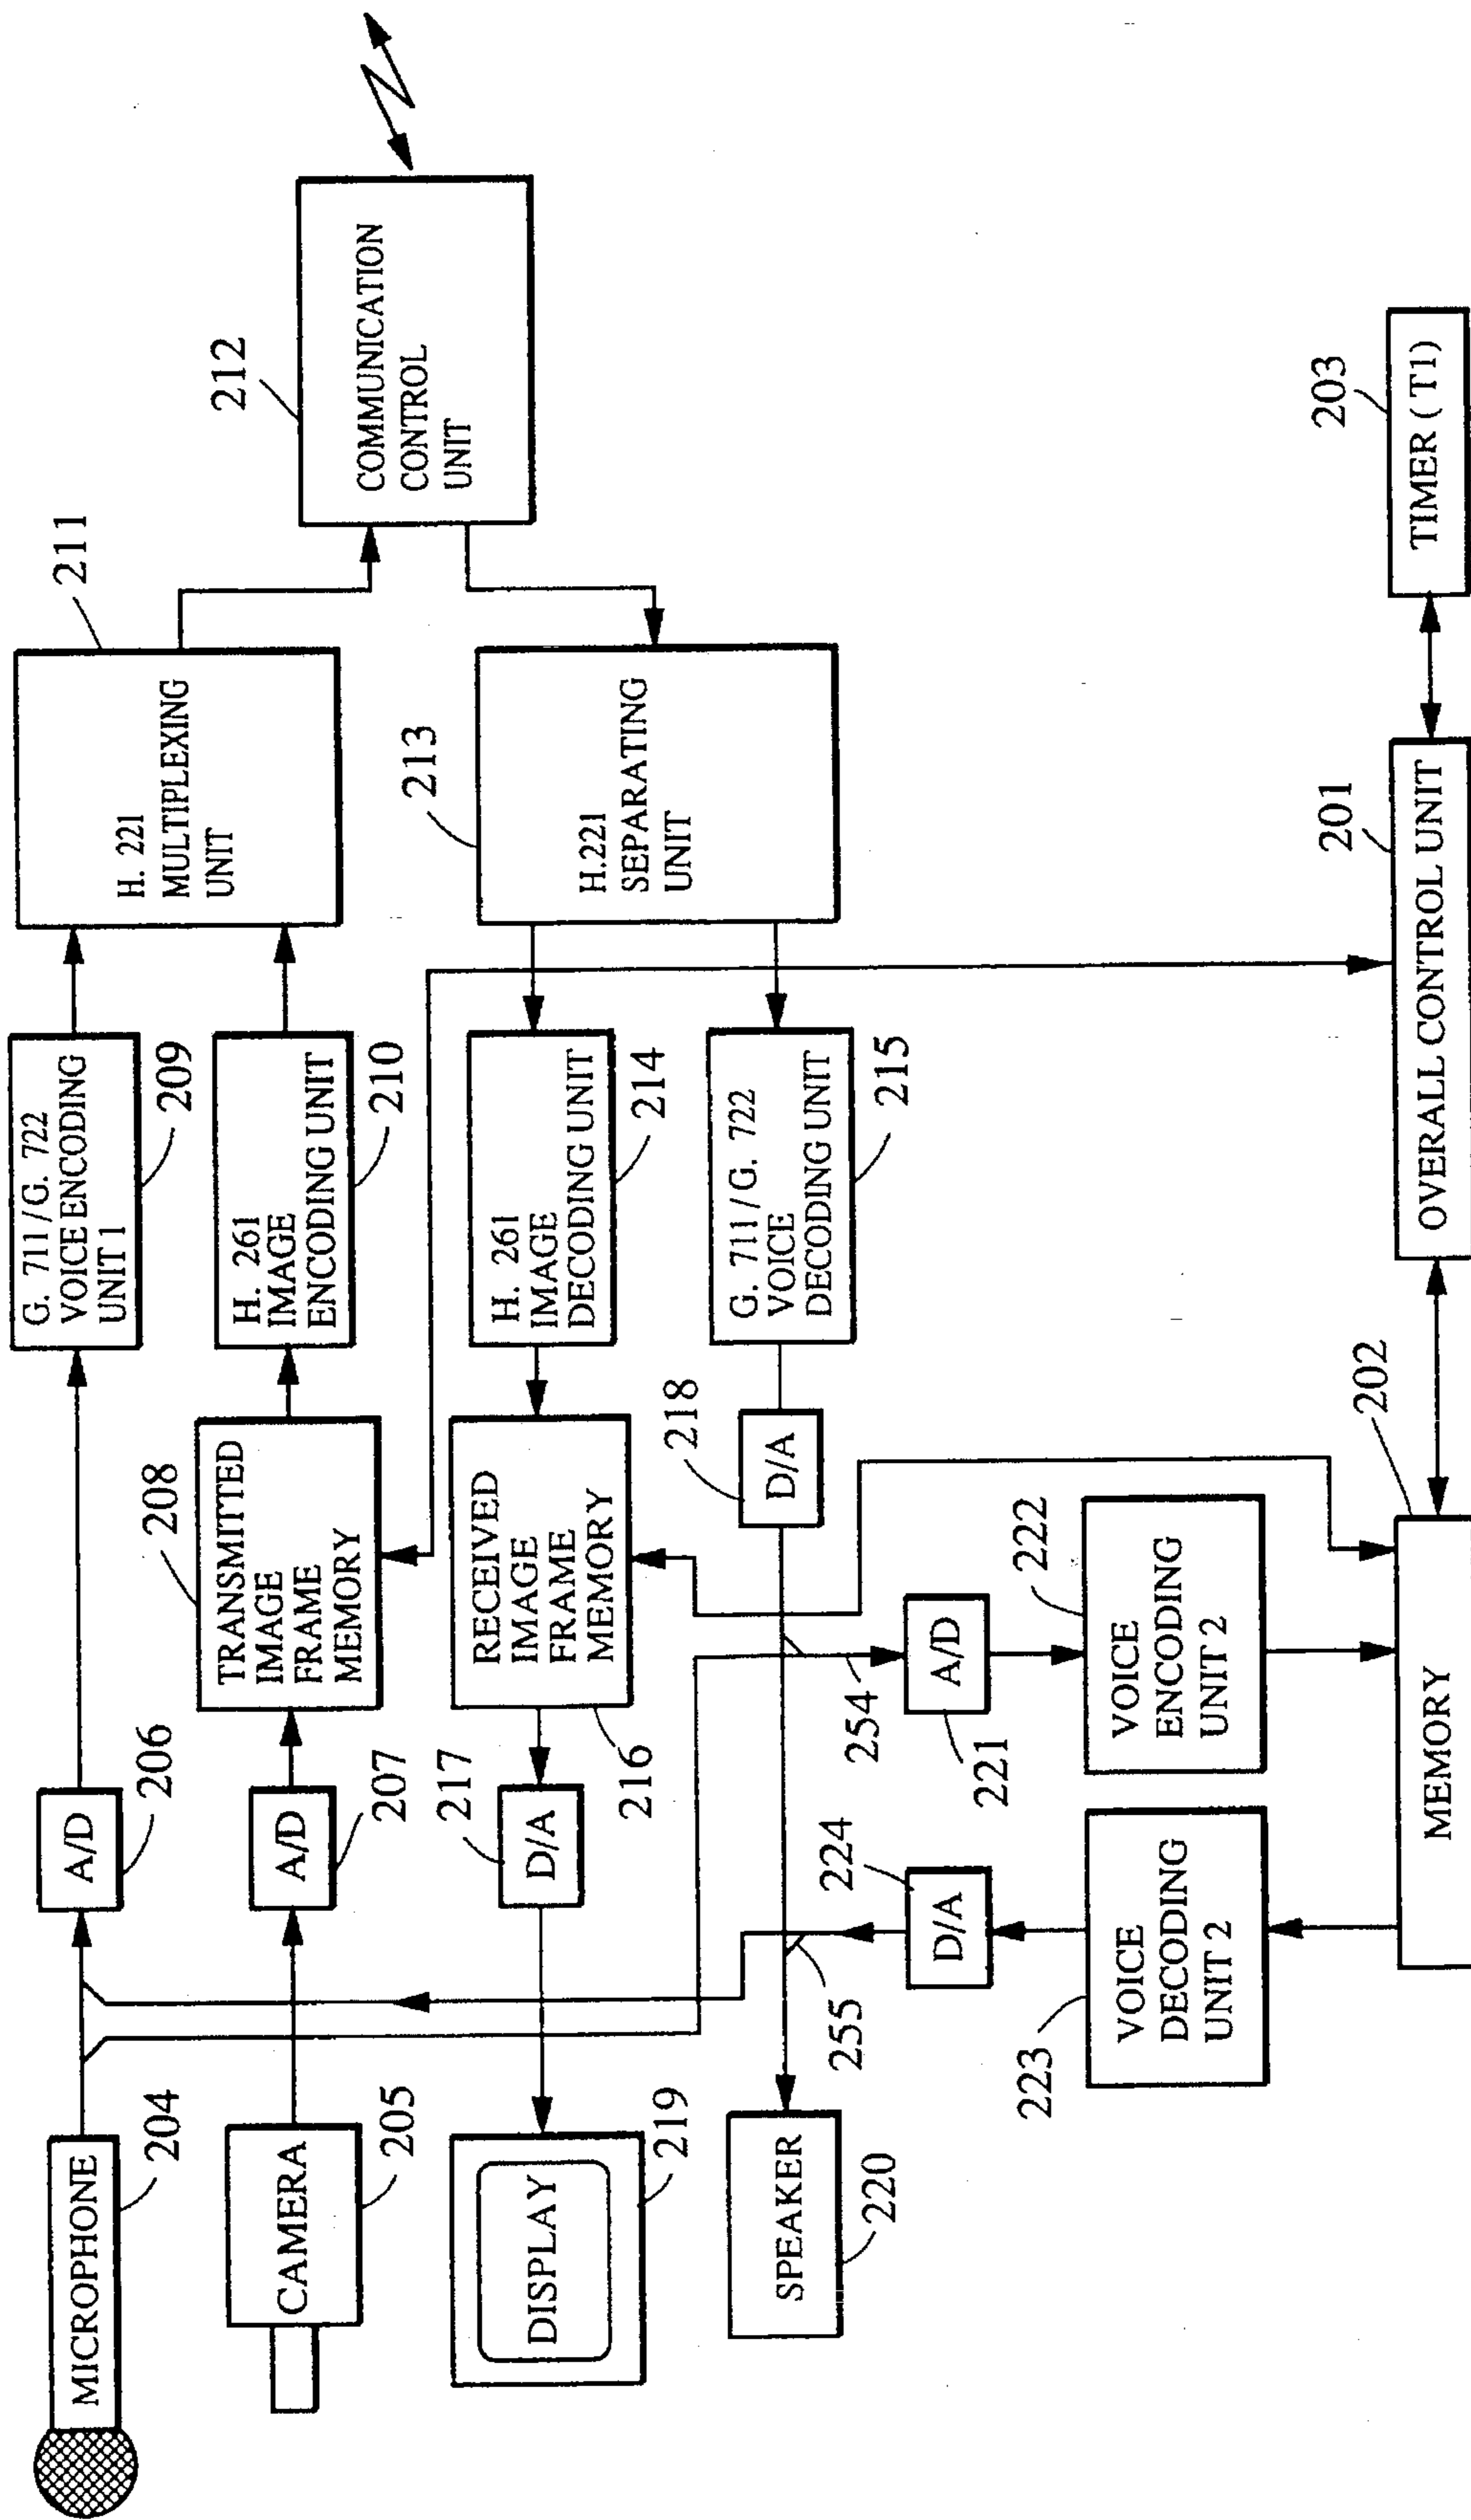 MICROPHONE
204
A/D
206
G. 711/G. 722
VOICE ENCODING
UNIT 1
209
H. 221
MULTIPLEXING
UNIT
211
CAMERA
205
A/D
207
TRANSMITTED
IMAGE
FRAME
MEMORY
208
H. 261
IMAGE
ENCODING UNIT
210
COMMUNICATION
CONTROL
UNIT
212
DISPLAY
219
D/A
217
RECEIVED
IMAGE
FRAME
MEMORY
216
H. 261
IMAGE
DECODING UNIT
214
H.221
SEPARATING
UNIT
213
SPEAKER
220
255
D/A
218
G. 711/G. 722
VOICE
DECODING UNIT
215
D/A
224
254
A/D
221
VOICE
DECODING
UNIT 2
223
VOICE
ENCODING
UNIT 2
222
MEMORY
202
OVERALL CONTROL UNIT
201
TIMER ( T1)
203